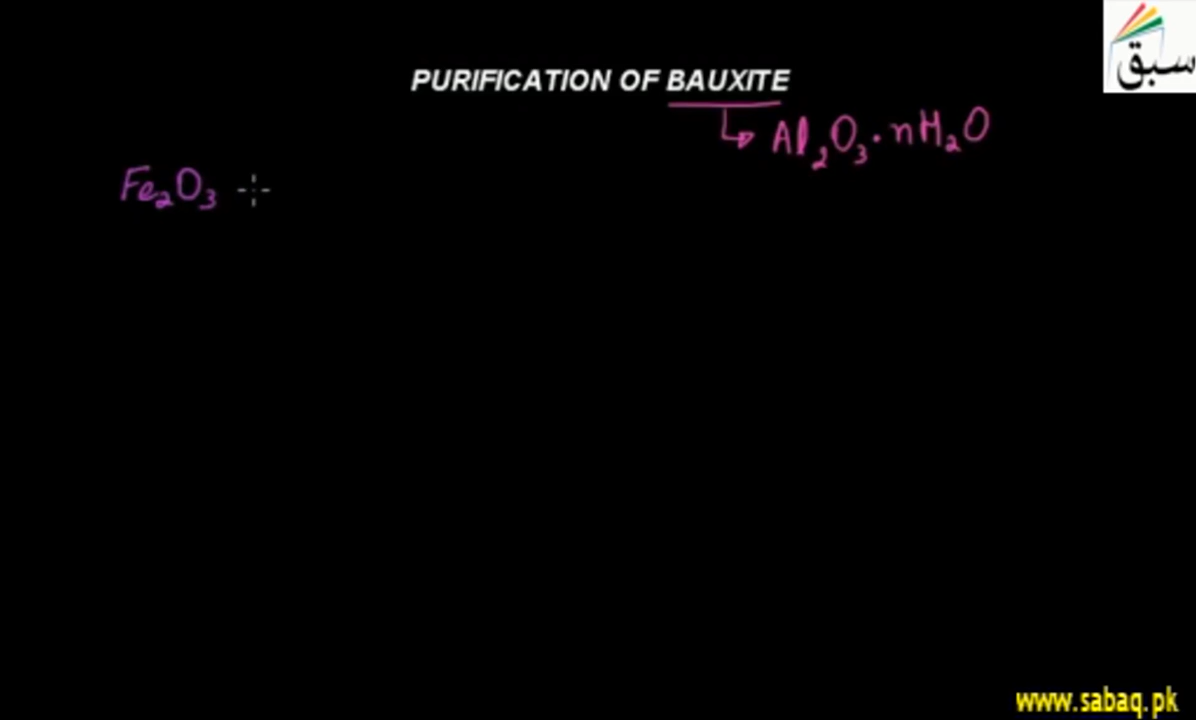 سبق
PURIFICATION OF BAUXITE
Al₂O₃·nH₂O
Fe₂O₃
www.sabaq.pk